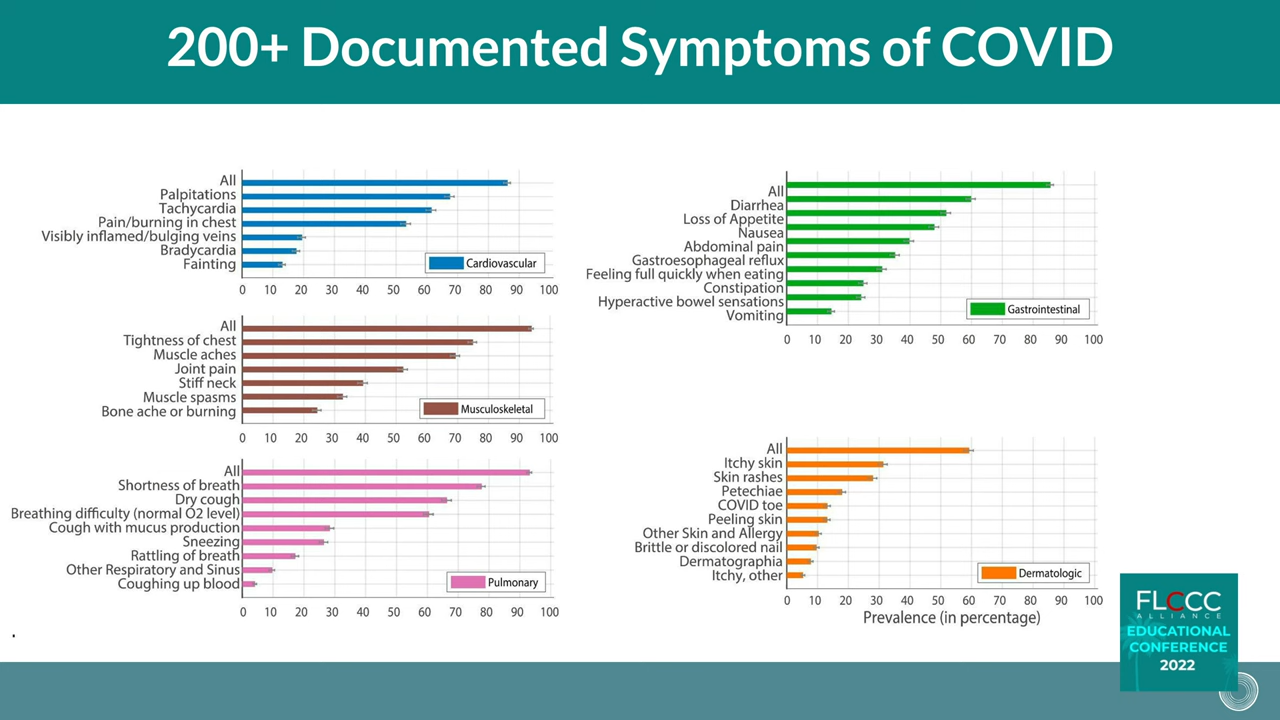 200+ Documented Symptoms of COVID
All
Palpitations
Tachycardia
Pain/burning in chest
Visibly inflamed/bulging veins
Bradycardia
Fainting
Cardiovascular
0 10 20 30 40 50 60 70 80 90 100
All
Tightness of chest
Muscle aches
Joint pain
Stiff neck
Muscle spasms
Bone ache or burning
Musculoskeletal
0 10 20 30 40 50 60 70 80 90 100
All
Shortness of breath
Dry cough
Breathing difficulty (normal O2 level)
Cough with mucus production
Sneezing
Rattling of breath
Other Respiratory and Sinus
Coughing up blood
Pulmonary
0 10 20 30 40 50 60 70 80 90 100
All
Diarrhea
Loss of Appetite
Nausea
Abdominal pain
Gastroesophageal reflux
Feeling full quickly when eating
Constipation
Hyperactive bowel sensations
Vomiting
Gastrointestinal
0 10 20 30 40 50 60 70 80 90 100
All
Itchy skin
Skin rashes
Petechiae
COVID toe
Peeling skin
Other Skin and Allergy
Brittle or discolored nail
Dermatographia
Itchy, other
Dermatologic
0 10 20 30 40 50 60 70 80 90 100
Prevalence (in percentage)
.
FLCCC
ALLIANCE
EDUCATIONAL
CONFERENCE
2022